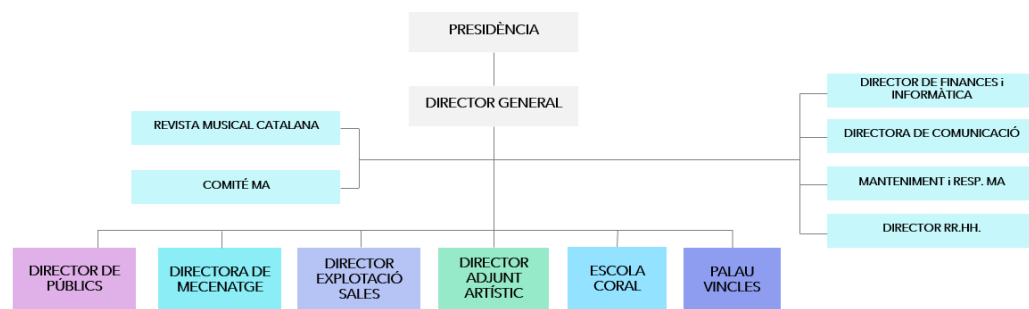 PRESIDÈNCIA
DIRECTOR GENERAL
REVISTA MUSICAL CATALANA
COMITÉ MA
DIRECTOR DE FINANCES i
INFORMÀTICA
DIRECTORA DE COMUNICACIÓ
MANTENIMENT i RESP. MA
DIRECTOR RR.HH.
DIRECTOR DE
PÚBLICS
DIRECTORA DE
MECENATGE
DIRECTOR
EXPLOTACIÓ
SALES
DIRECTOR
ADJUNT
ARTÍSTIC
ESCOLA
CORAL
PALAU
VINCLES